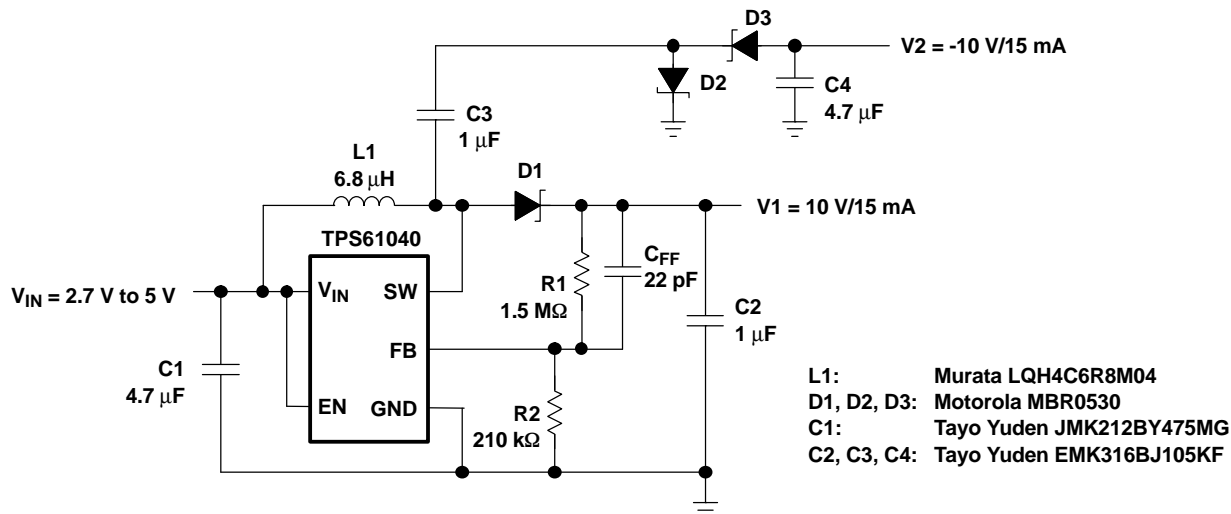 D3
V2 = -10 V/15 mA
D2
C4
4.7 μF
C3
1 μF
L1
6.8 μH
D1
V1 = 10 V/15 mA
TPS61040
VIN = 2.7 V to 5 V
VIN
SW
R1
1.5 MΩ
CFF
22 pF
C2
1 μF
FB
C1
4.7 μF
EN
GND
R2
210 kΩ
L1: Murata LQH4C6R8M04
D1, D2, D3: Motorola MBR0530
C1: Tayo Yuden JMK212BY475MG
C2, C3, C4: Tayo Yuden EMK316BJ105KF